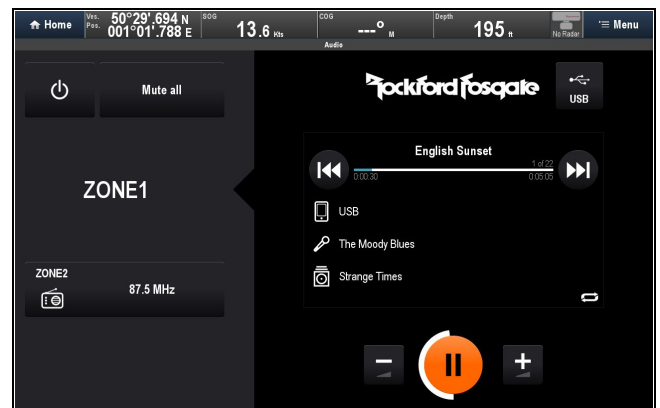 Home
Ves. Pos.
50°29'.694 N
001°01'.788 E
SOG
13.6 Kts
COG
---° M
Depth
195 ft
No Radar
Menu
Audio
Mute all
Rockford Fosgate
USB
ZONE1
English Sunset
1 of 22
0:00:30
0:05:05
USB
The Moody Blues
Strange Times
ZONE2
87.5 MHz